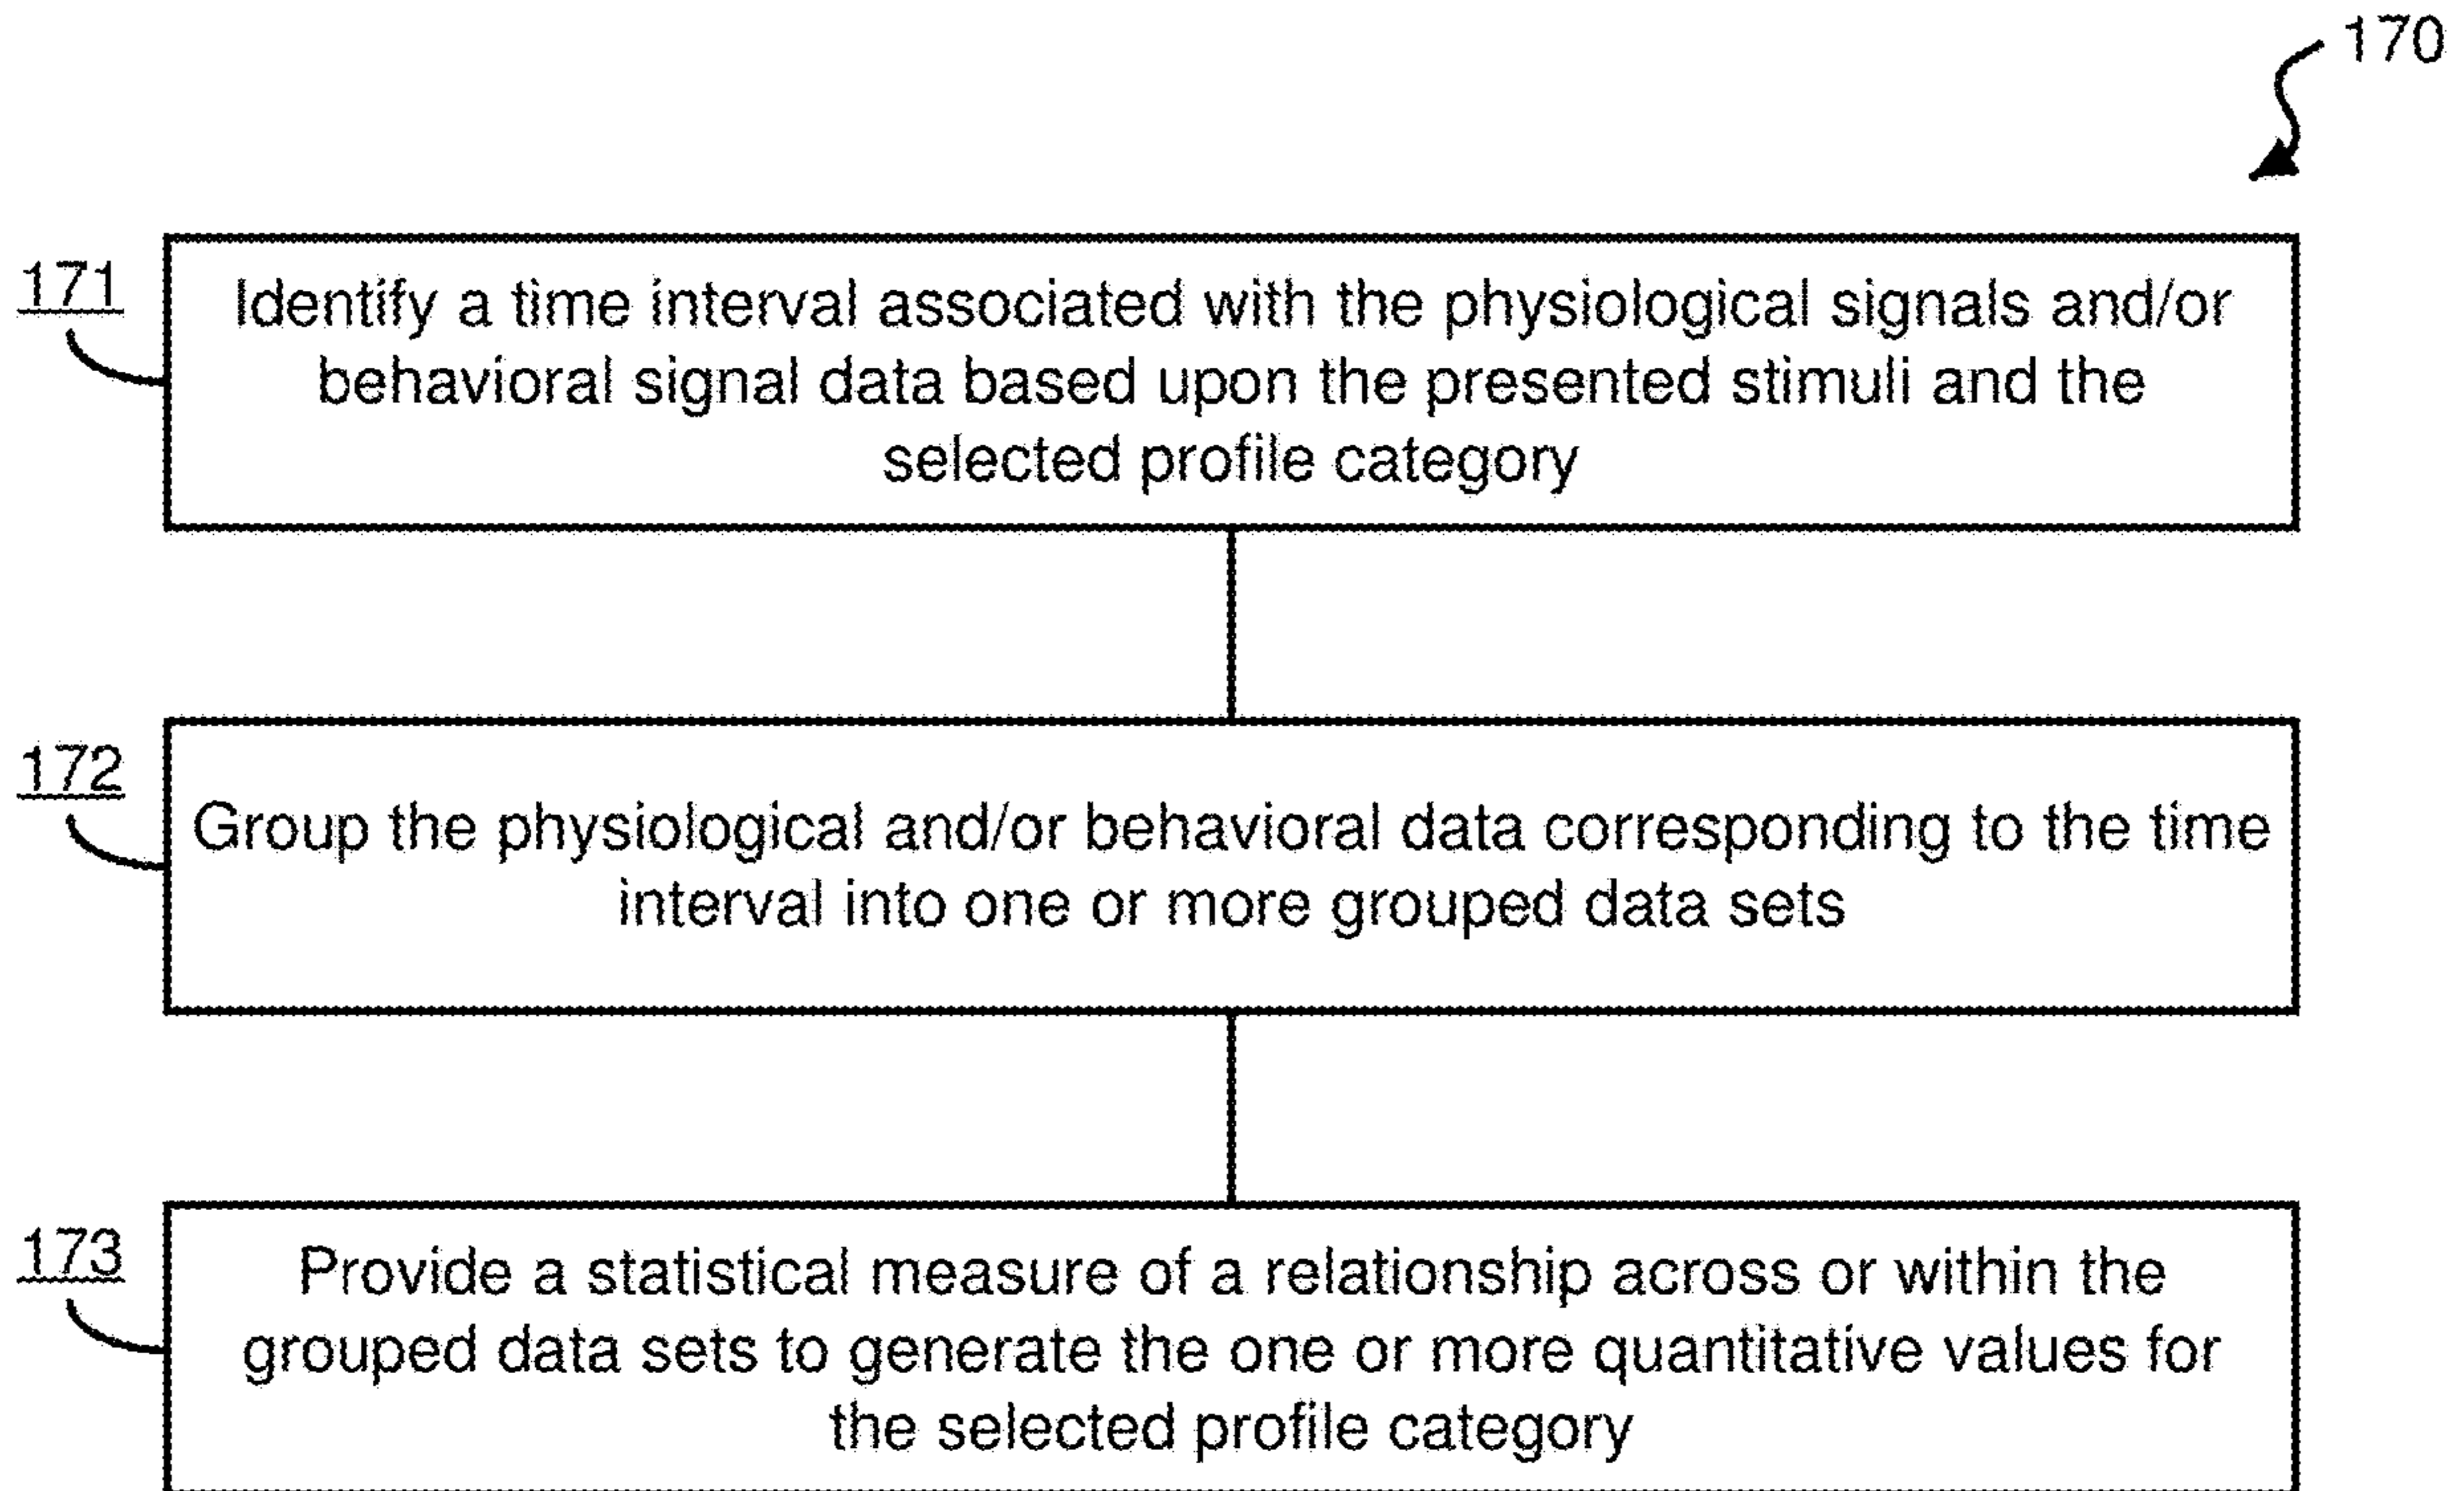 170
171
Identify a time interval associated with the physiological signals and/or
behavioral signal data based upon the presented stimuli and the
selected profile category
172
Group the physiological and/or behavioral data corresponding to the time
interval into one or more grouped data sets
173
Provide a statistical measure of a relationship across or within the
grouped data sets to generate the one or more quantitative values for
the selected profile category